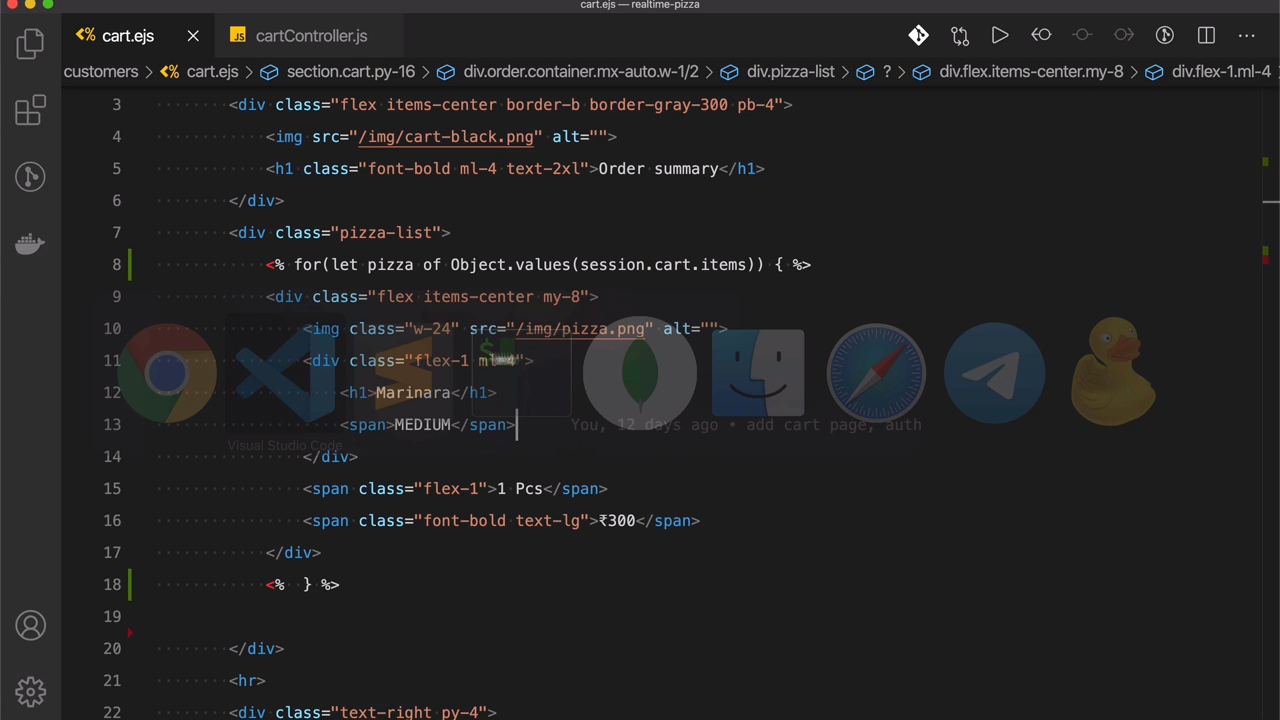 cart.ejs — realtime-pizza
cart.ejs
JS cartController.js
customers > cart.ejs > section.cart.py-16 > div.order.container.mx-auto.w-1/2 > div.pizza-list > ? > div.flex.items-center.my-8 > div.flex-1.ml-4
3 <div class="flex items-center border-b border-gray-300 pb-4">
4 <img src="/img/cart-black.png" alt="">
5 <h1 class="font-bold ml-4 text-2xl">Order summary</h1>
6 </div>
7 <div class="pizza-list">
8 <% for(let pizza of Object.values(session.cart.items)) { %>
9 <div class="flex items-center my-8">
10 <img class="w-24" src="/img/pizza.png" alt="">
11 <div class="flex-1 ml-4">
12 <h1>Marinara</h1>
13 <span>MEDIUM</span> You, 12 days ago • add cart page, auth
Visual Studio Code
14 </div>
15 <span class="flex-1">1 Pcs</span>
16 <span class="font-bold text-lg">₹300</span>
17 </div>
18 <% } %>
19
20 </div>
21 <hr>
22 <div class="text-right py-4">